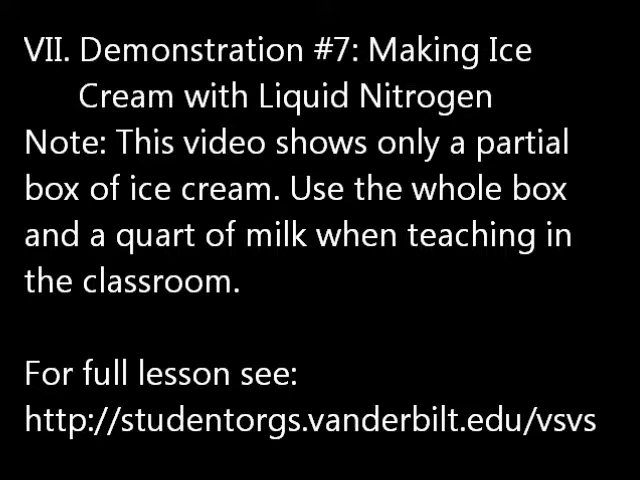 VII. Demonstration #7: Making Ice
Cream with Liquid Nitrogen
Note: This video shows only a partial
box of ice cream. Use the whole box
and a quart of milk when teaching in
the classroom.
For full lesson see:
http://studentorgs.vanderbilt.edu/vsvs